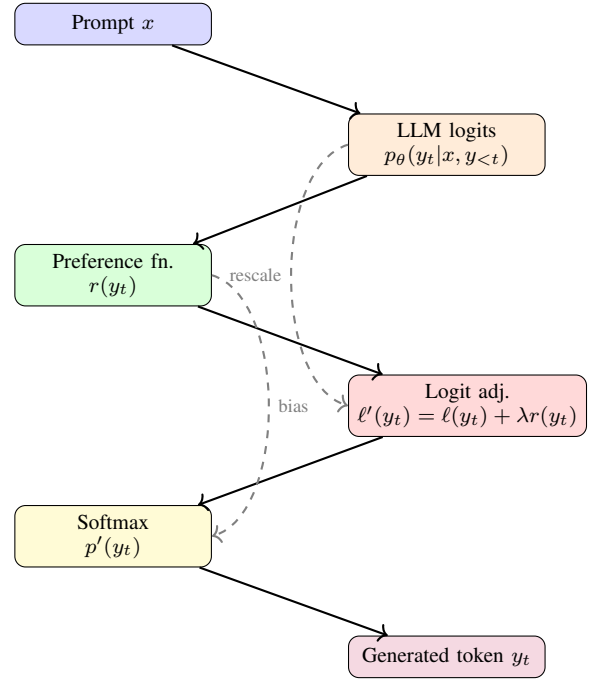 Prompt x
LLM logits
p_θ(y_t|x, y_{<t})
Preference fn.
r(y_t)
rescale
Logit adj.
ℓ′(y_t) = ℓ(y_t) + λr(y_t)
bias
Softmax
p′(y_t)
Generated token y_t